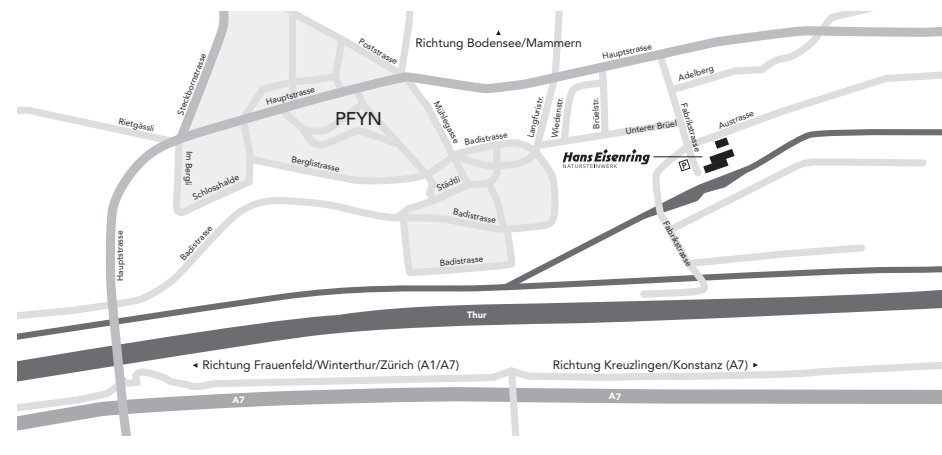 Richtung Bodensee/Mammern
Poststrasse
Hauptstrasse
Steckbornstrasse
Adelberg
Hauptstrasse
Rietgässli
PFYN
Mühlegasse
Langfuristr.
Wiedenstr.
Brüelstr.
Fabrikstrasse
Austrasse
Unterer Brüel
Badistrasse
Hans Eisenring
NATURSTEINWERK
P
Im Bergli
Berglistrasse
Schlosshalde
Städtli
Badistrasse
Badistrasse
Badistrasse
Hauptstrasse
Fabrikstrasse
Thur
Richtung Frauenfeld/Winterthur/Zürich (A1/A7)
Richtung Kreuzlingen/Konstanz (A7)
A7
A7